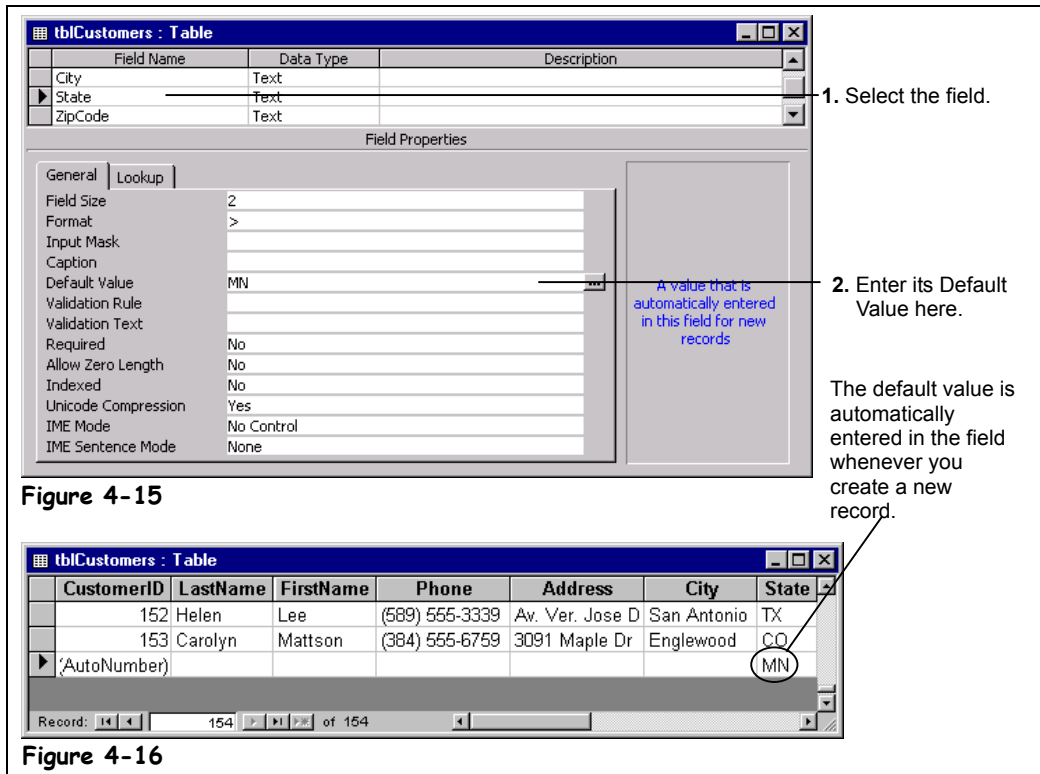 tblCustomers : Table
Field Name Data Type Description
City Text
State Text
ZipCode Text
1. Select the field.
Field Properties
General Lookup
Field Size 2
Format >
Input Mask
Caption
Default Value MN ...
Validation Rule
Validation Text
Required No
Allow Zero Length No
Indexed No
Unicode Compression Yes
IME Mode No Control
IME Sentence Mode None
A value that is
automatically entered
in this field for new
records
2. Enter its Default
Value here.
The default value is
automatically
entered in the field
whenever you
create a new
record.
Figure 4-15
tblCustomers : Table
CustomerID LastName FirstName Phone Address City State
152 Helen Lee (589) 555-3339 Av. Ver. Jose D San Antonio TX
153 Carolyn Mattson (384) 555-6759 3091 Maple Dr Englewood CO
(AutoNumber) MN
Record: 154 of 154
Figure 4-16